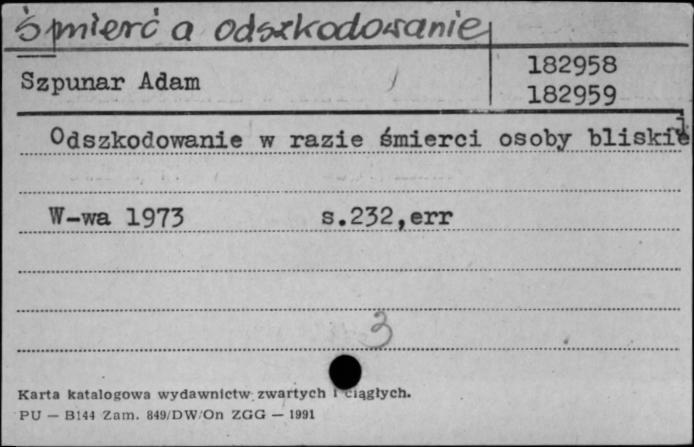 śmierć a odszkodowanie
Szpunar Adam
182958
182959
Odszkodowanie w razie śmierci osoby bliskiej
W-wa 1973 s.232,err
3
Karta katalogowa wydawnictw zwartych i ciągłych.
PU — B144 Zam. 849/DW/On ZGG — 1991